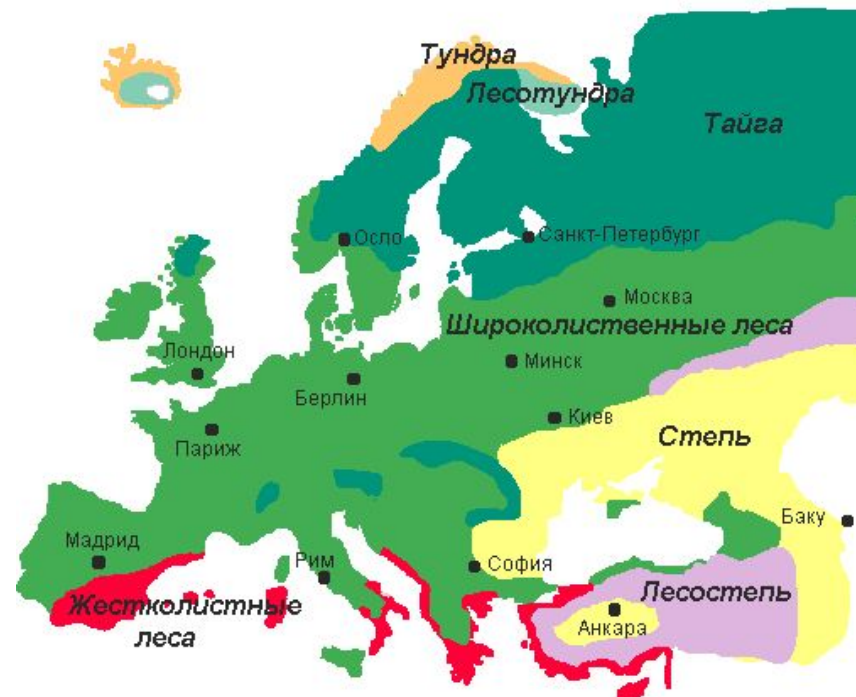 Тундра
Лесотундра
Тайга
Осло
Санкт-Петербург
Москва
Широколиственные леса
Лондон
Минск
Берлин
Киев
Париж
Степь
Баку
Мадрид
Рим
София
Жестколистные
леса
Лесостепь
Анкара